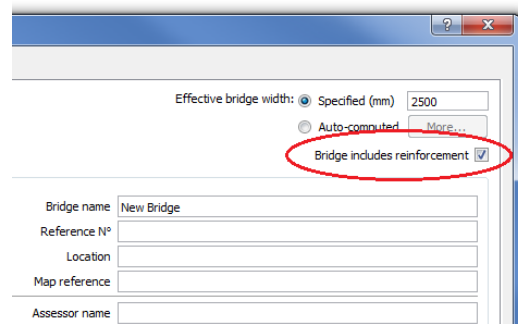 Effective bridge width: Specified (mm) 2500
Auto-computed More...
Bridge includes reinforcement
Bridge name New Bridge
Reference Nº
Location
Map reference
Assessor name